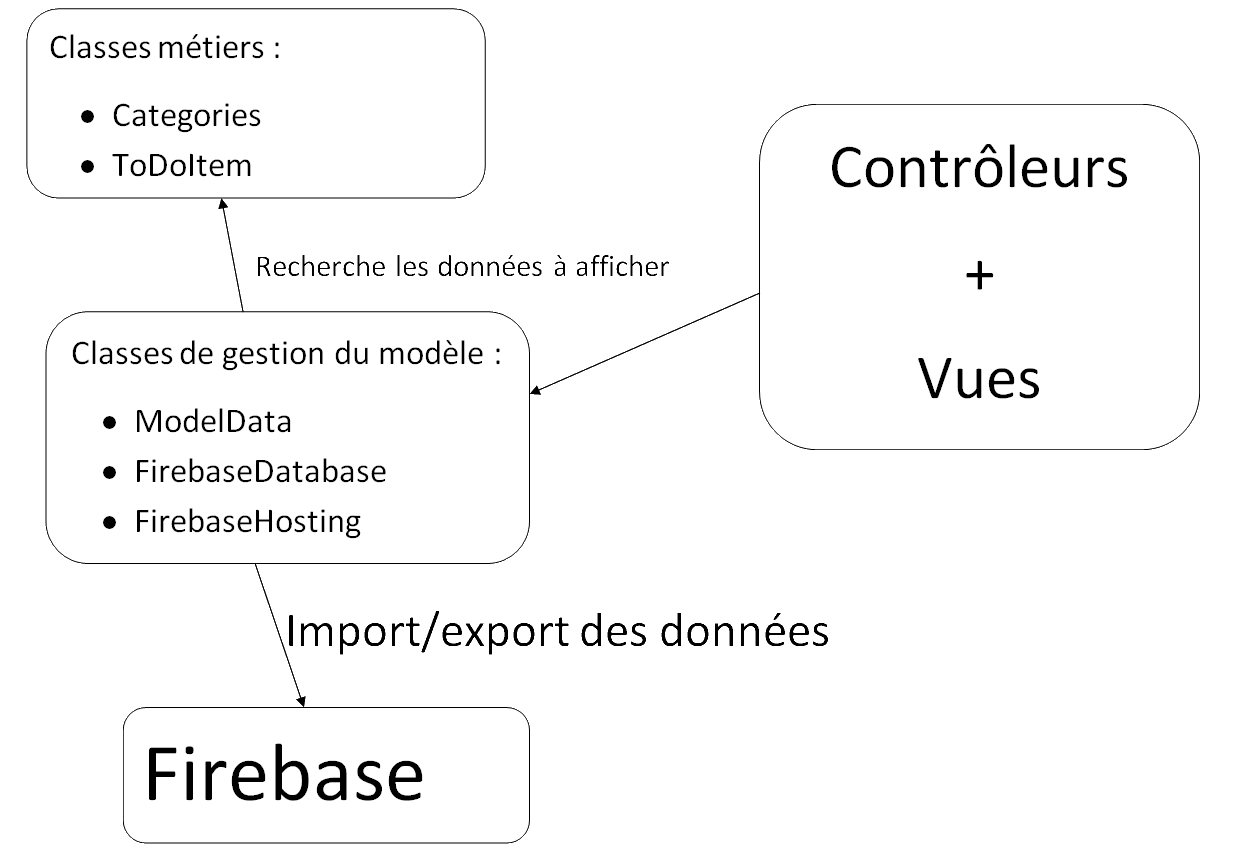 Classes métiers :
• Categories
• ToDoItem
Contrôleurs
+
Vues
Recherche les données à afficher
Classes de gestion du modèle :
• ModelData
• FirebaseDatabase
• FirebaseHosting
Import/export des données
Firebase